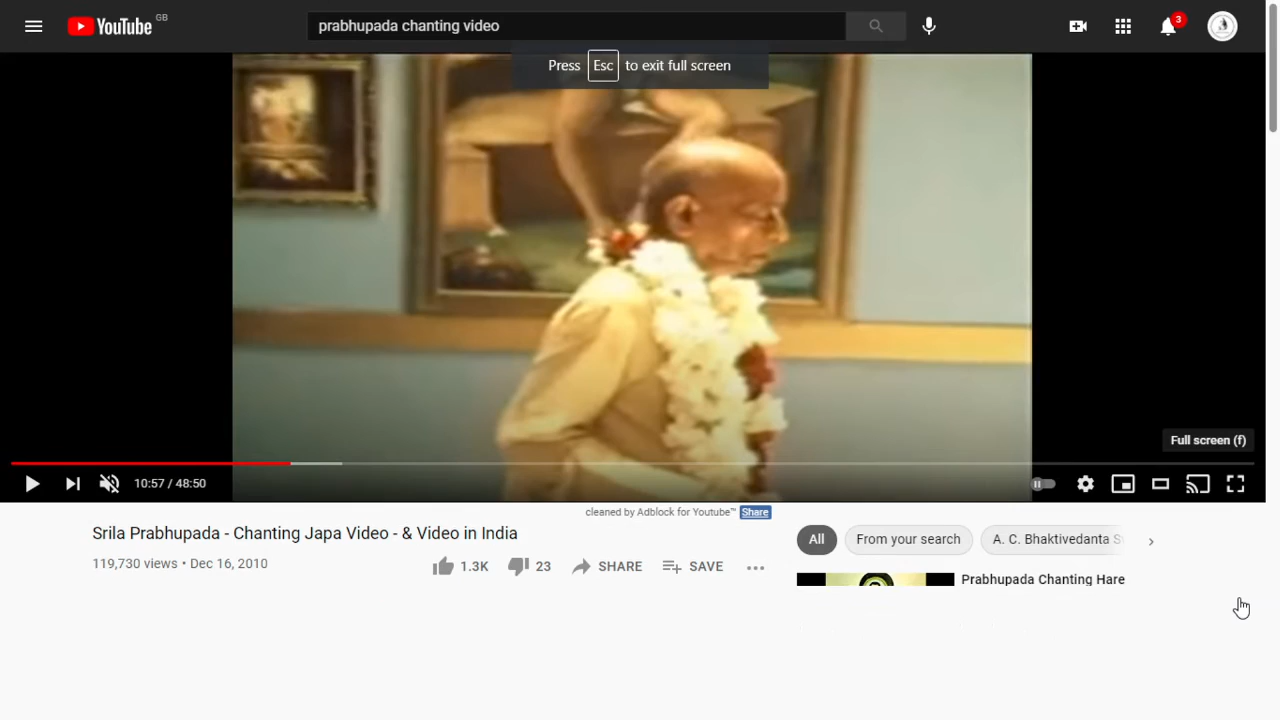 YouTube GB
prabhupada chanting video
3
Press Esc to exit full screen
Full screen (f)
10:57 / 48:50
cleaned by Adblock for Youtube™ Share
Srila Prabhupada - Chanting Japa Video - & Video in India
119,730 views • Dec 16, 2010
1.3K 23 SHARE SAVE
All From your search A. C. Bhaktivedanta
Prabhupada Chanting Hare